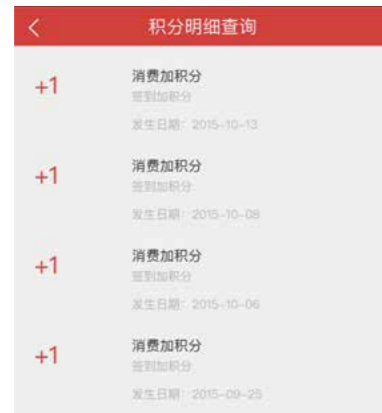 积分明细查询
+1
消费加积分
签到加积分
发生日期：2015-10-13
+1
消费加积分
签到加积分
发生日期：2015-10-08
+1
消费加积分
签到加积分
发生日期：2015-10-06
+1
消费加积分
签到加积分
发生日期：2015-09-25